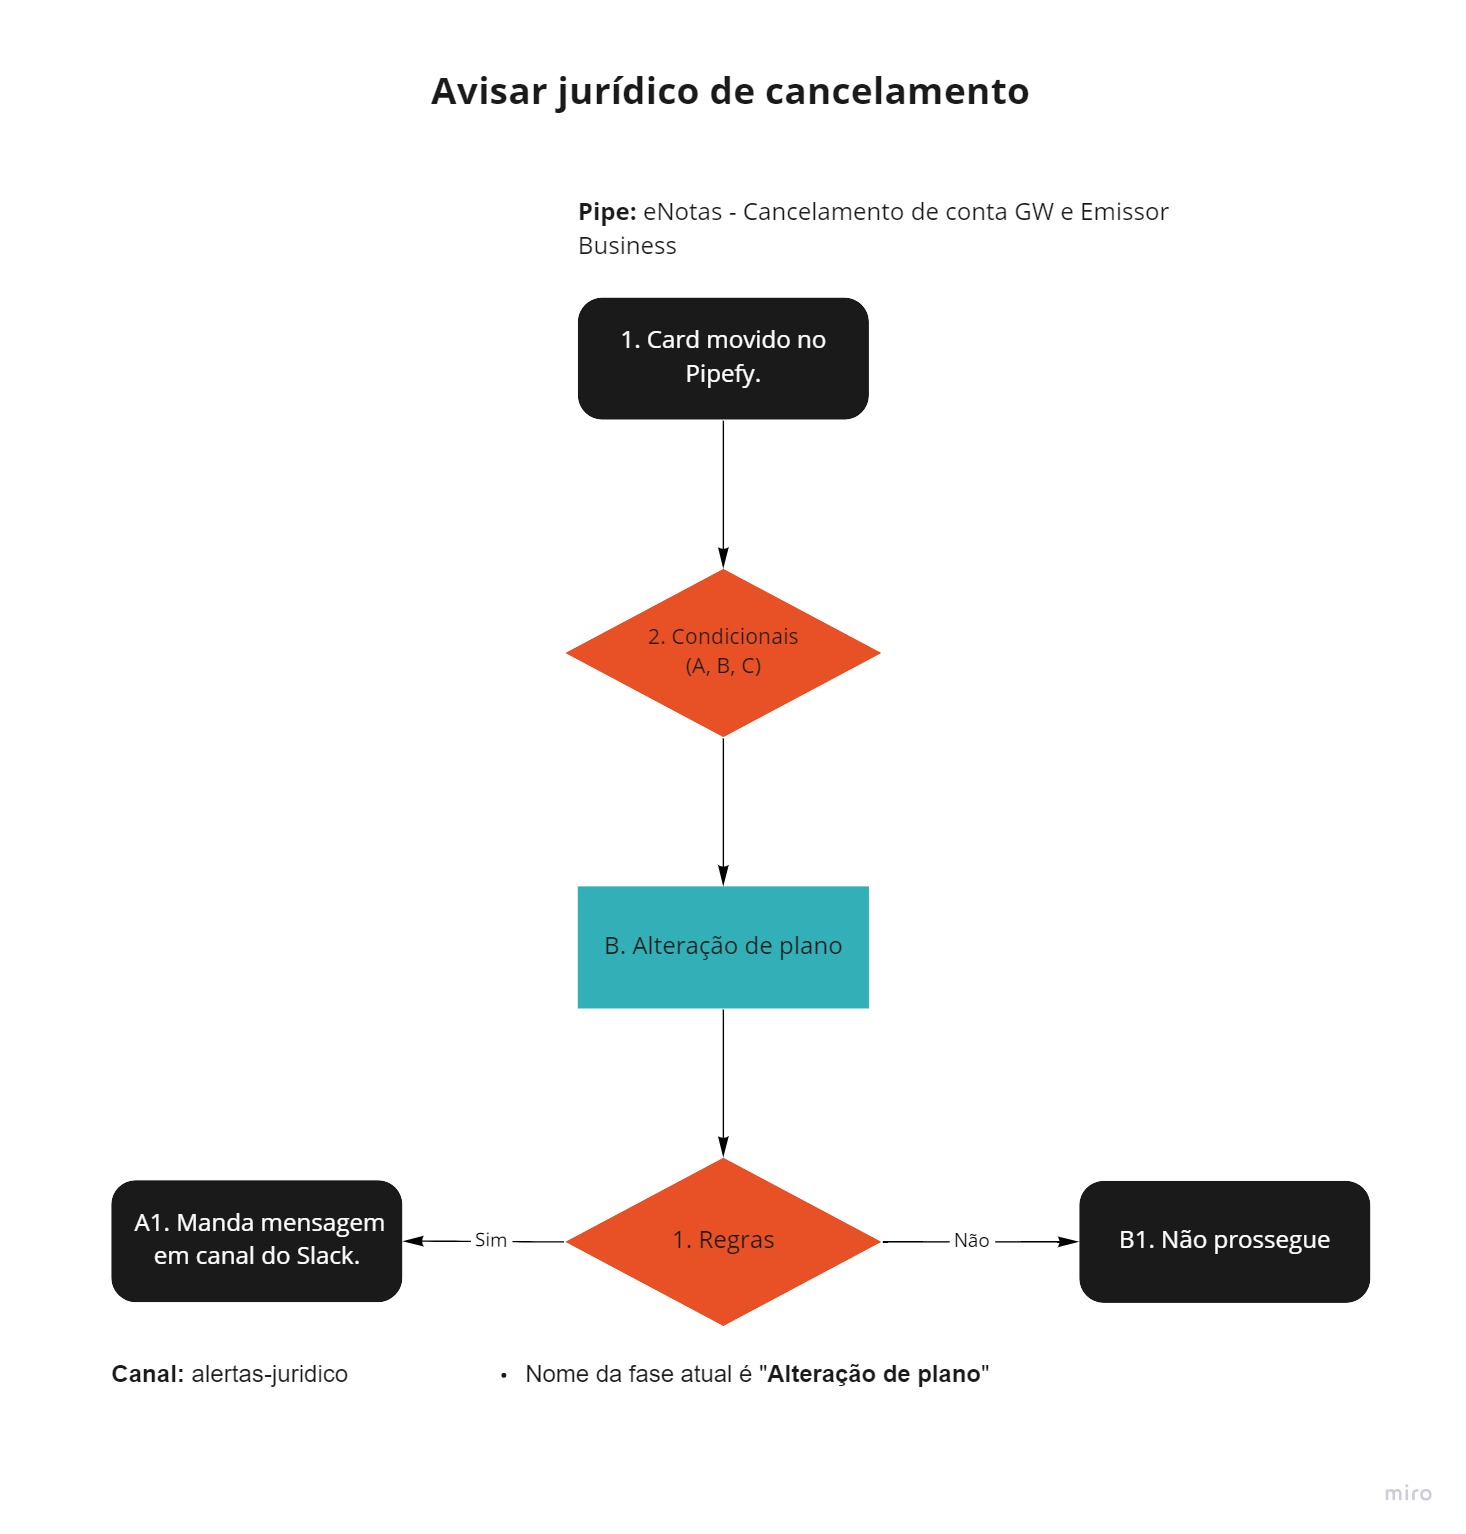 Avisar jurídico de cancelamento
Pipe: eNotas - Cancelamento de conta GW e Emissor
Business
1. Card movido no
Pipefy.
2. Condicionais
(A, B, C)
B. Alteração de plano
A1. Manda mensagem
em canal do Slack.
Sim
1. Regras
Não
B1. Não prossegue
Canal: alertas-juridico
• Nome da fase atual é "Alteração de plano"
miro